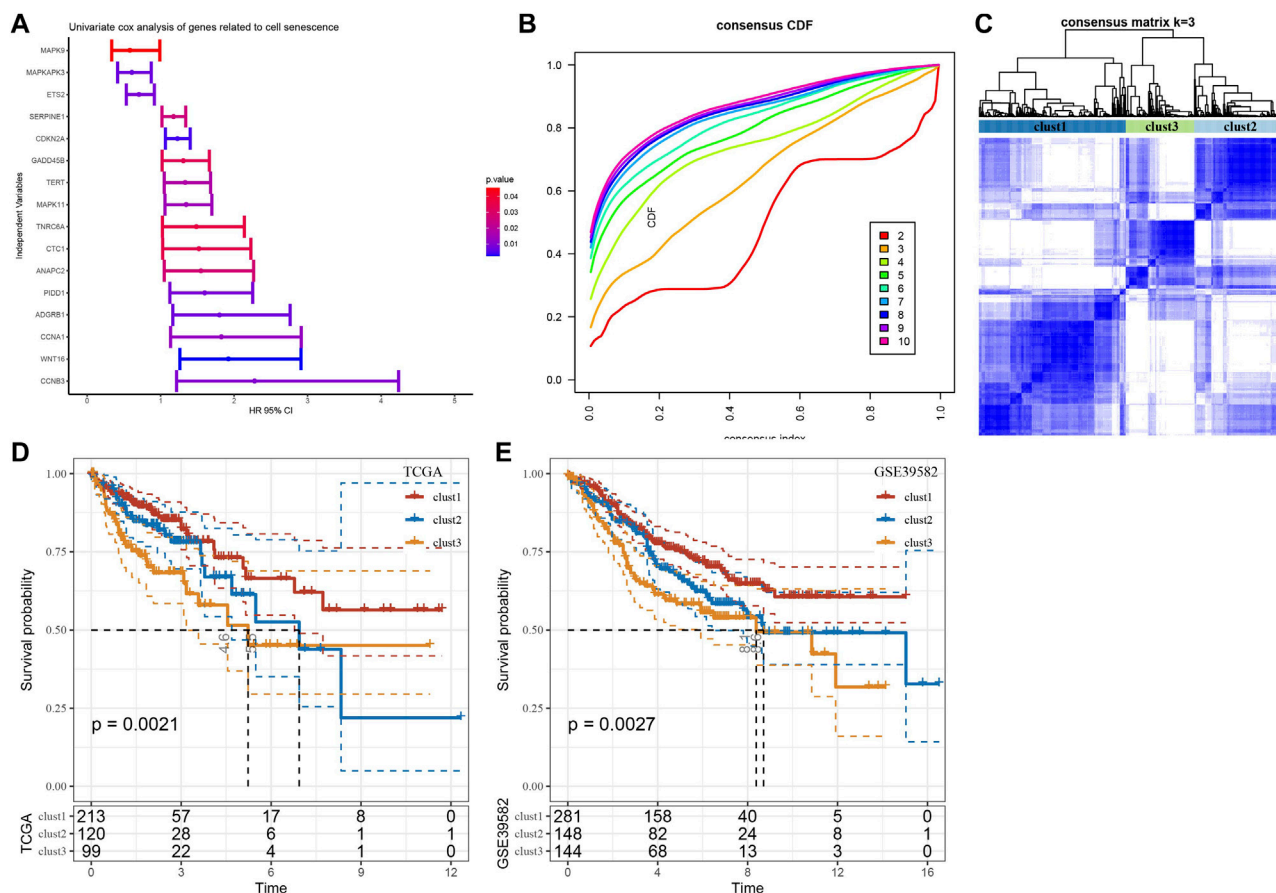 A
Univariate cox analysis of genes related to cell senescence
Independent Variables
MAPK9
MAPKAPK3
ETS2
SERPINE1
CDKN2A
GADD45B
TERT
MAPK11
TNRC6A
CTC1
ANAPC2
PIDD1
ADGRB1
CCNA1
WNT16
CCNB3
0 1 2 3 4 5
HR 95% CI
p.value
0.04
0.03
0.02
0.01
B
consensus CDF
CDF
1.0
0.8
0.6
0.4
0.2
0.0
2
3
4
5
6
7
8
9
10
0.0 0.2 0.4 0.6 0.8 1.0
consensus index
C
consensus matrix k=3
clust1 clust3 clust2
D
TCGA
clust1
clust2
clust3
Survival probability
1.00
0.75
0.50
0.25
0.00
4.6
p = 0.0021
TCGA
clust1 213 57 17 8 0
clust2 120 28 6 1 1
clust3 99 22 4 1 0
0 3 6 9 12
Time
E
GSE39582
clust1
clust2
clust3
Survival probability
1.00
0.75
0.50
0.25
0.00
p = 0.0027
GSE39582
clust1 281 158 40 5 0
clust2 148 82 24 8 1
clust3 144 68 13 3 0
0 4 8 12 16
Time